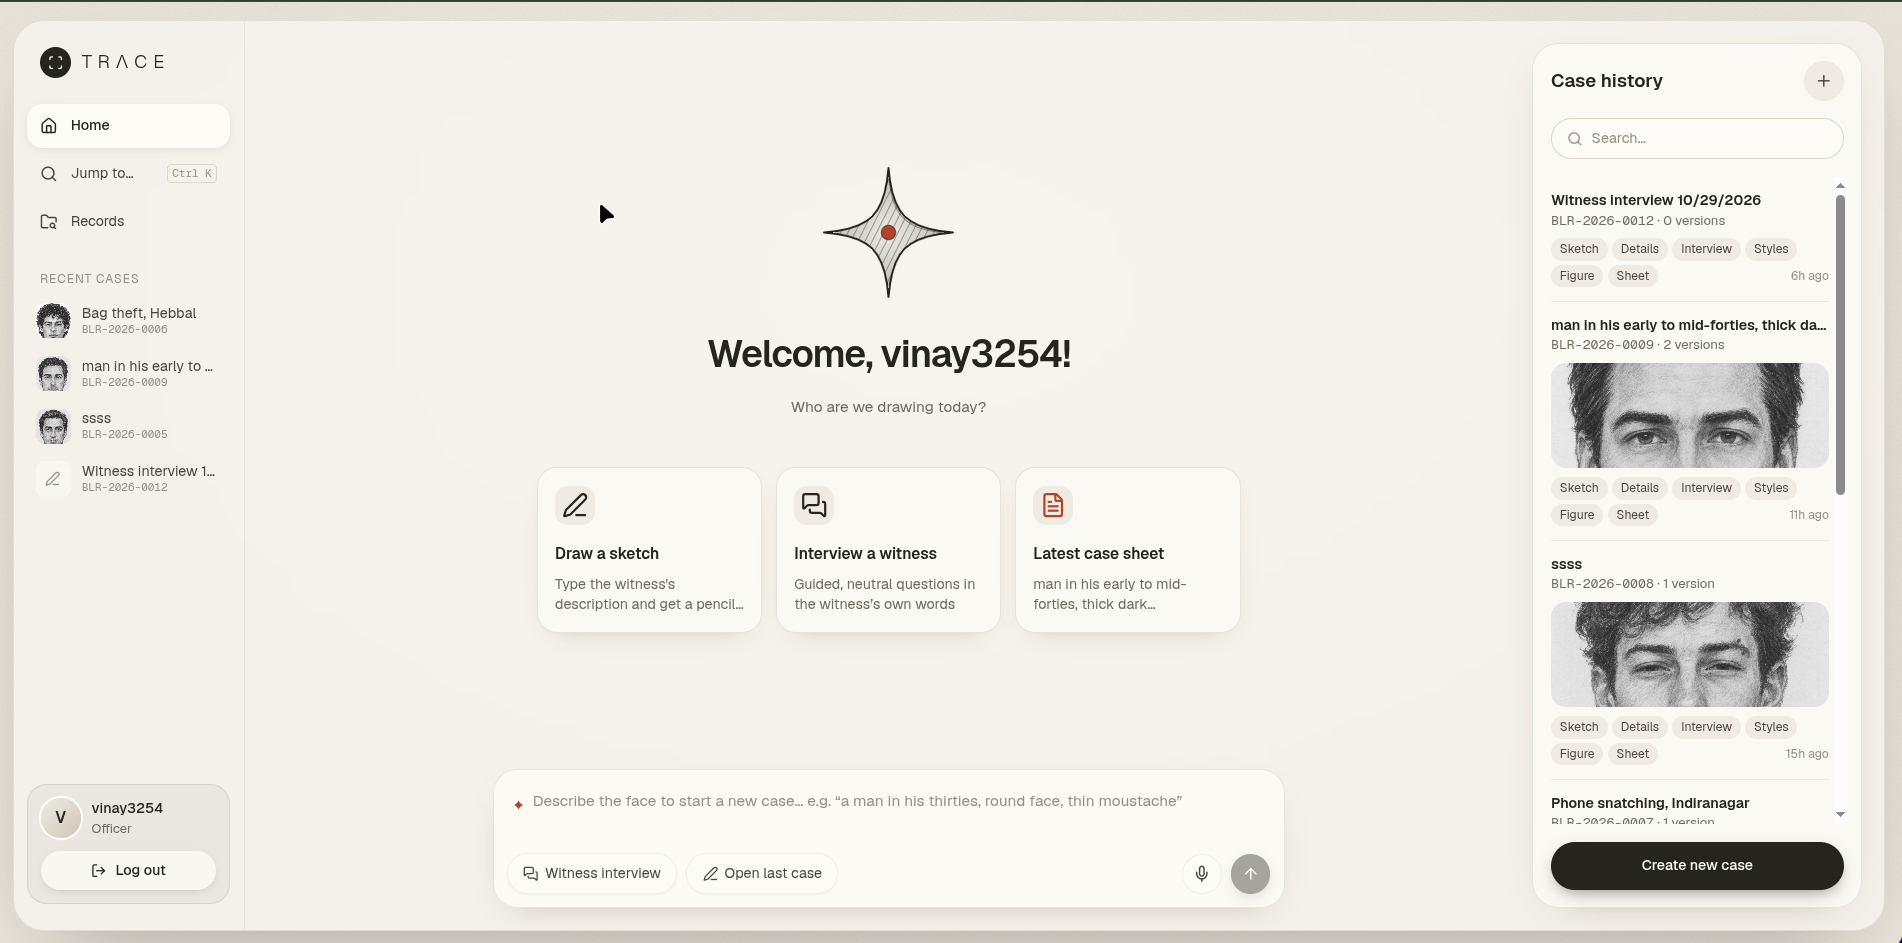 TRACE
Home
Jump to...
Ctrl K
Records
RECENT CASES
Bag theft, Hebbal
BLR-2026-0006
man in his early to ...
BLR-2026-0009
ssss
BLR-2026-0005
Witness interview 1...
BLR-2026-0012
V
vinay3254
Officer
Log out
Welcome, vinay3254!
Who are we drawing today?
Draw a sketch
Type the witness's
description and get a pencil...
Interview a witness
Guided, neutral questions in
the witness's own words
Latest case sheet
man in his early to mid-
forties, thick dark...
Describe the face to start a new case... e.g. “a man in his thirties, round face, thin moustache”
Witness interview
Open last case
Case history
Search...
Witness interview 10/29/2026
BLR-2026-0012 · 0 versions
Sketch Details Interview Styles
Figure Sheet 6h ago
man in his early to mid-forties, thick da...
BLR-2026-0009 · 2 versions
Sketch Details Interview Styles
Figure Sheet 11h ago
ssss
BLR-2026-0008 · 1 version
Sketch Details Interview Styles
Figure Sheet 15h ago
Phone snatching, Indiranagar
BLR-2026-0007 · 1 version
Create new case